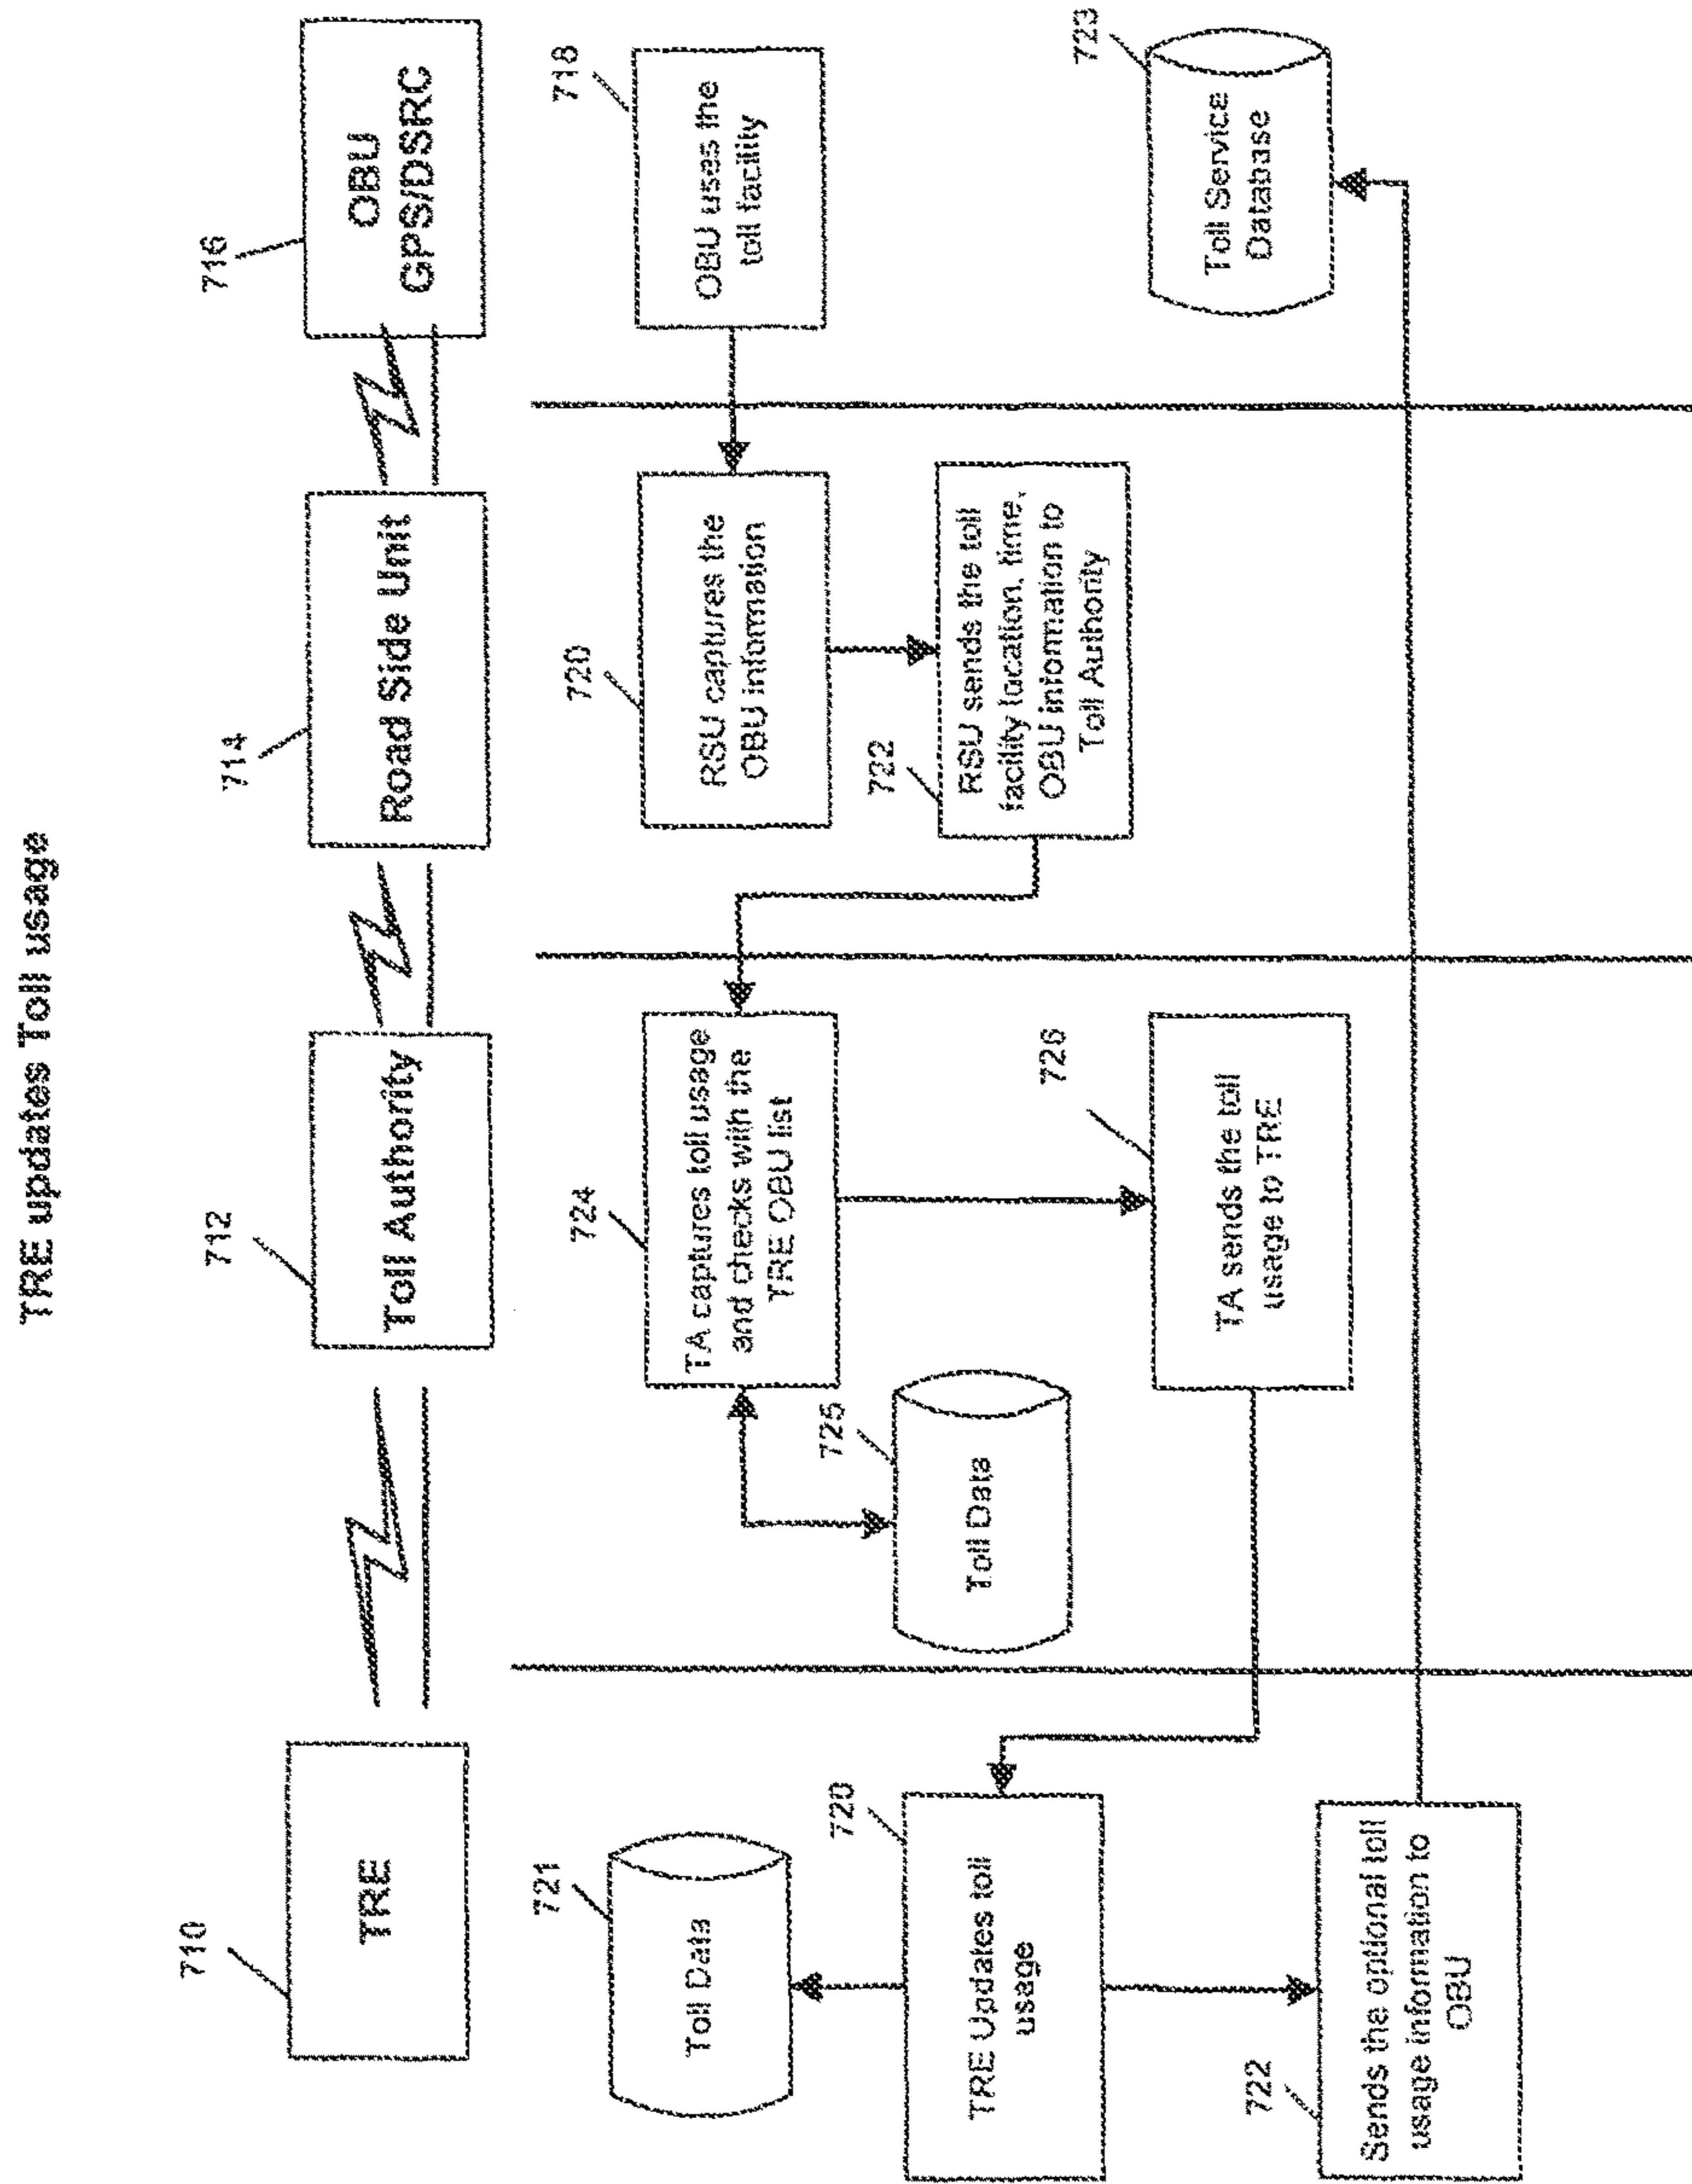 TRE updates Toll usage
710
TRE
712
Toll Authority
714
Road Side Unit
716
OBU
GPS/DSRC
721
Toll Data
724
TA captures toll usage
and checks with the
TRE OBU list
720
RSU captures the
OBU information
718
OBU uses the
toll facility
720
TRE Updates toll
usage
725
Toll Data
722
RSU sends the toll
facility location, time,
OBU information to
Toll Authority
726
TA sends the toll
usage to TRE
723
Toll Service
Database
722
Sends the optional toll
usage information to
OBU